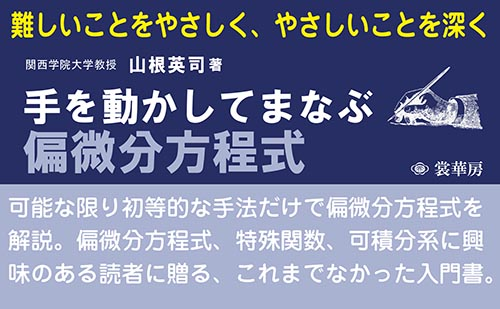 難しいことをやさしく、やさしいことを深く
関西学院大学教授 山根英司 著
手を動かしてまなぶ
偏微分方程式
裳華房
可能な限り初等的な手法だけで偏微分方程式を
解説。偏微分方程式、特殊関数、可積分系に興
味のある読者に贈る、これまでなかった入門書。